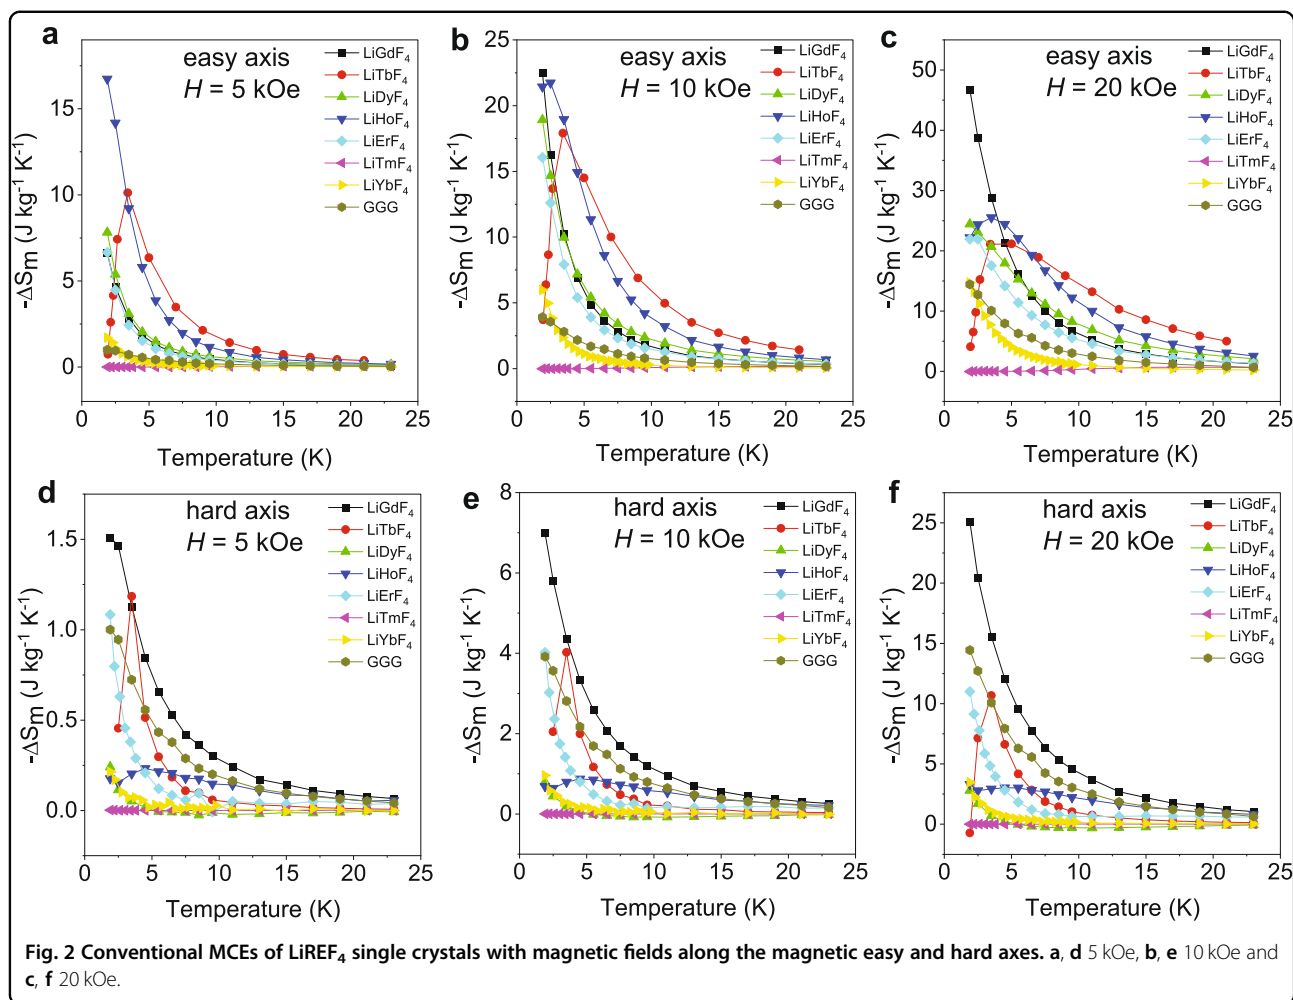 a
easy axis
H = 5 kOe
LiGdF4
LiTbF4
LiDyF4
LiHoF4
LiErF4
LiTmF4
LiYbF4
GGG
-ΔSm (J kg-1 K-1)
15
10
5
0
0 5 10 15 20 25
Temperature (K)
b
easy axis
H = 10 kOe
LiGdF4
LiTbF4
LiDyF4
LiHoF4
LiErF4
LiTmF4
LiYbF4
GGG
-ΔSm (J kg-1 K-1)
25
20
15
10
5
0
0 5 10 15 20 25
Temperature (K)
c
easy axis
H = 20 kOe
LiGdF4
LiTbF4
LiDyF4
LiHoF4
LiErF4
LiTmF4
LiYbF4
GGG
-ΔSm (J kg-1 K-1)
50
40
30
20
10
0
0 5 10 15 20 25
Temperature (K)
d
hard axis
H = 5 kOe
LiGdF4
LiTbF4
LiDyF4
LiHoF4
LiErF4
LiTmF4
LiYbF4
GGG
-ΔSm (J kg-1 K-1)
1.5
1.0
0.5
0.0
0 5 10 15 20 25
Temperature (K)
e
hard axis
H = 10 kOe
LiGdF4
LiTbF4
LiDyF4
LiHoF4
LiErF4
LiTmF4
LiYbF4
GGG
-ΔSm (J kg-1 K-1)
8
6
4
2
0
0 5 10 15 20 25
Temperature (K)
f
hard axis
H = 20 kOe
LiGdF4
LiTbF4
LiDyF4
LiHoF4
LiErF4
LiTmF4
LiYbF4
GGG
-ΔSm (J kg-1 K-1)
25
20
15
10
5
0
0 5 10 15 20 25
Temperature (K)
Fig. 2 Conventional MCEs of LiREF4 single crystals with magnetic fields along the magnetic easy and hard axes. a, d 5 kOe, b, e 10 kOe and
c, f 20 kOe.